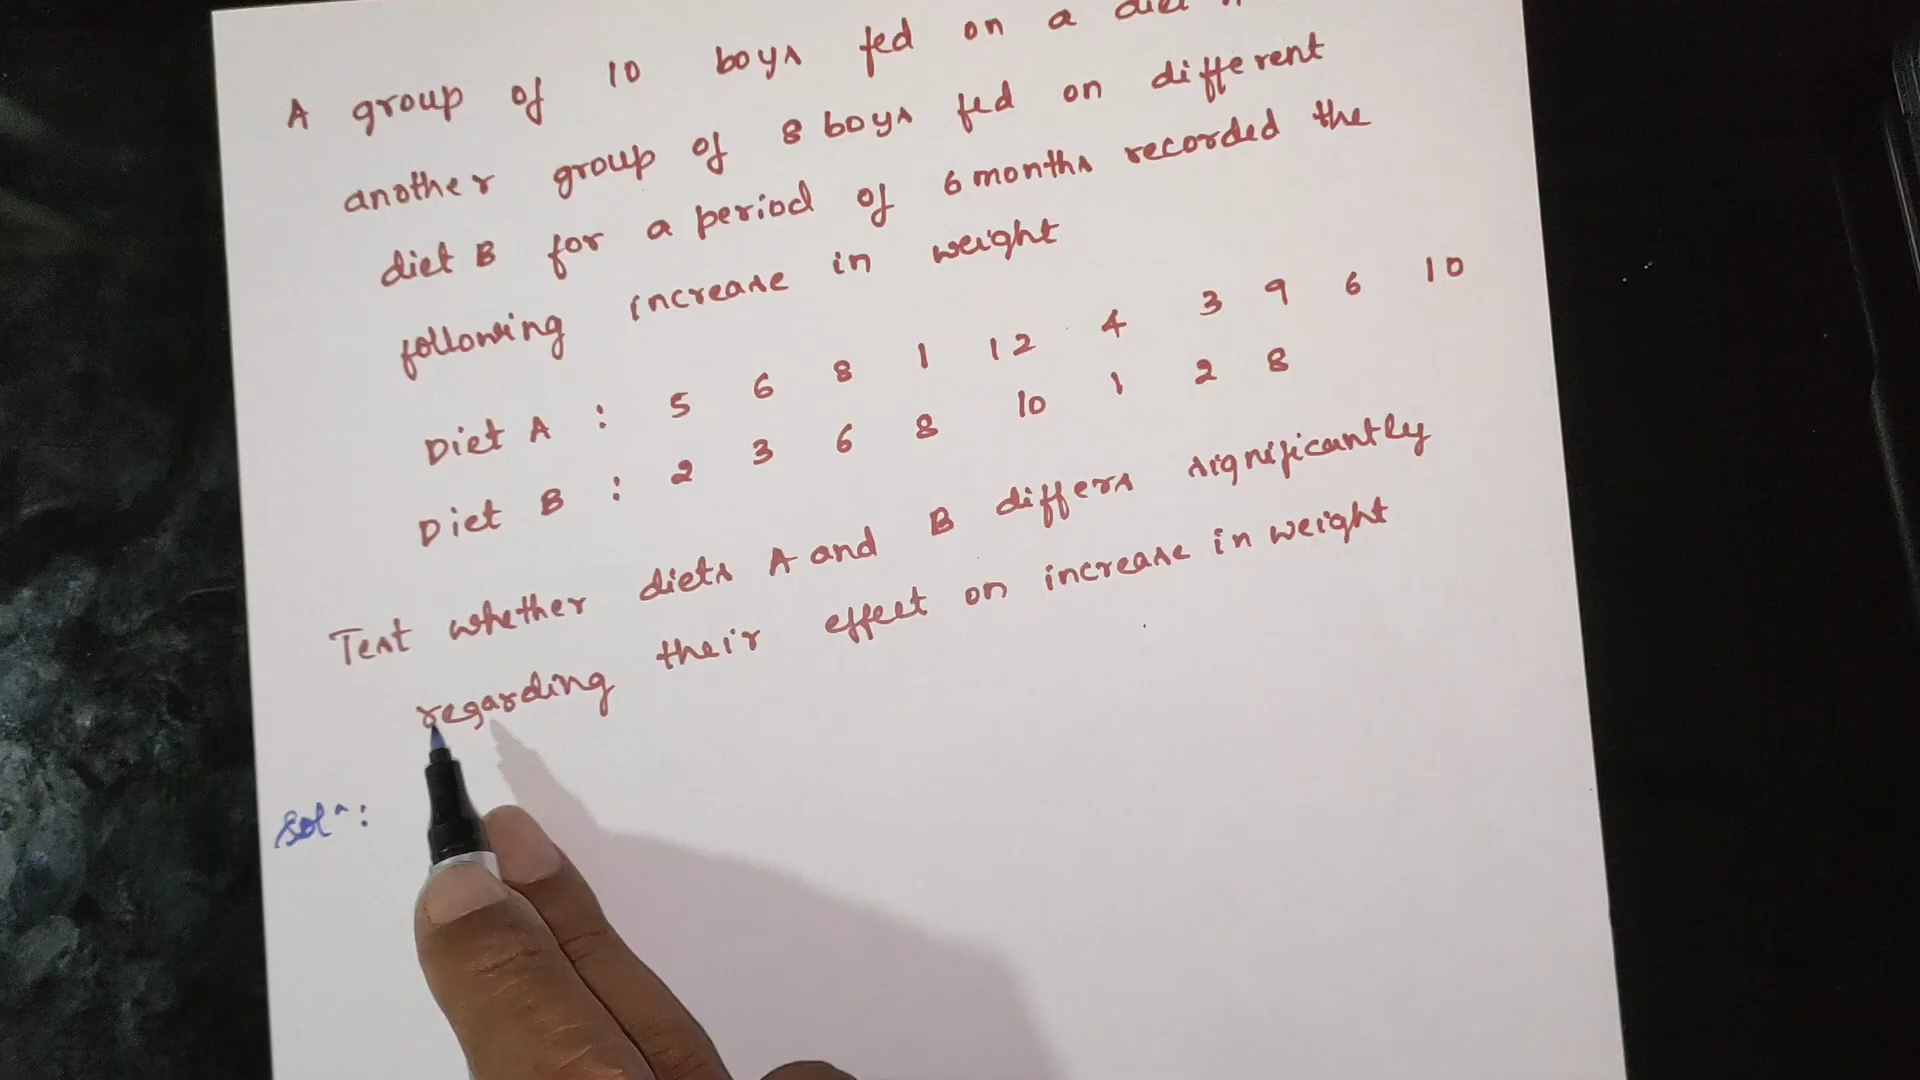 A group of 10 boys fed on a diet
another group of 8 boys fed on different
diet B for a period of 6 months recorded the
following increase in weight
Diet A : 5 6 8 1 12 4 3 9 6 10
Diet B : 2 3 6 8 10 1 2 8
Test whether diets A and B differs significantly
regarding their effect on increase in weight
Solⁿ: